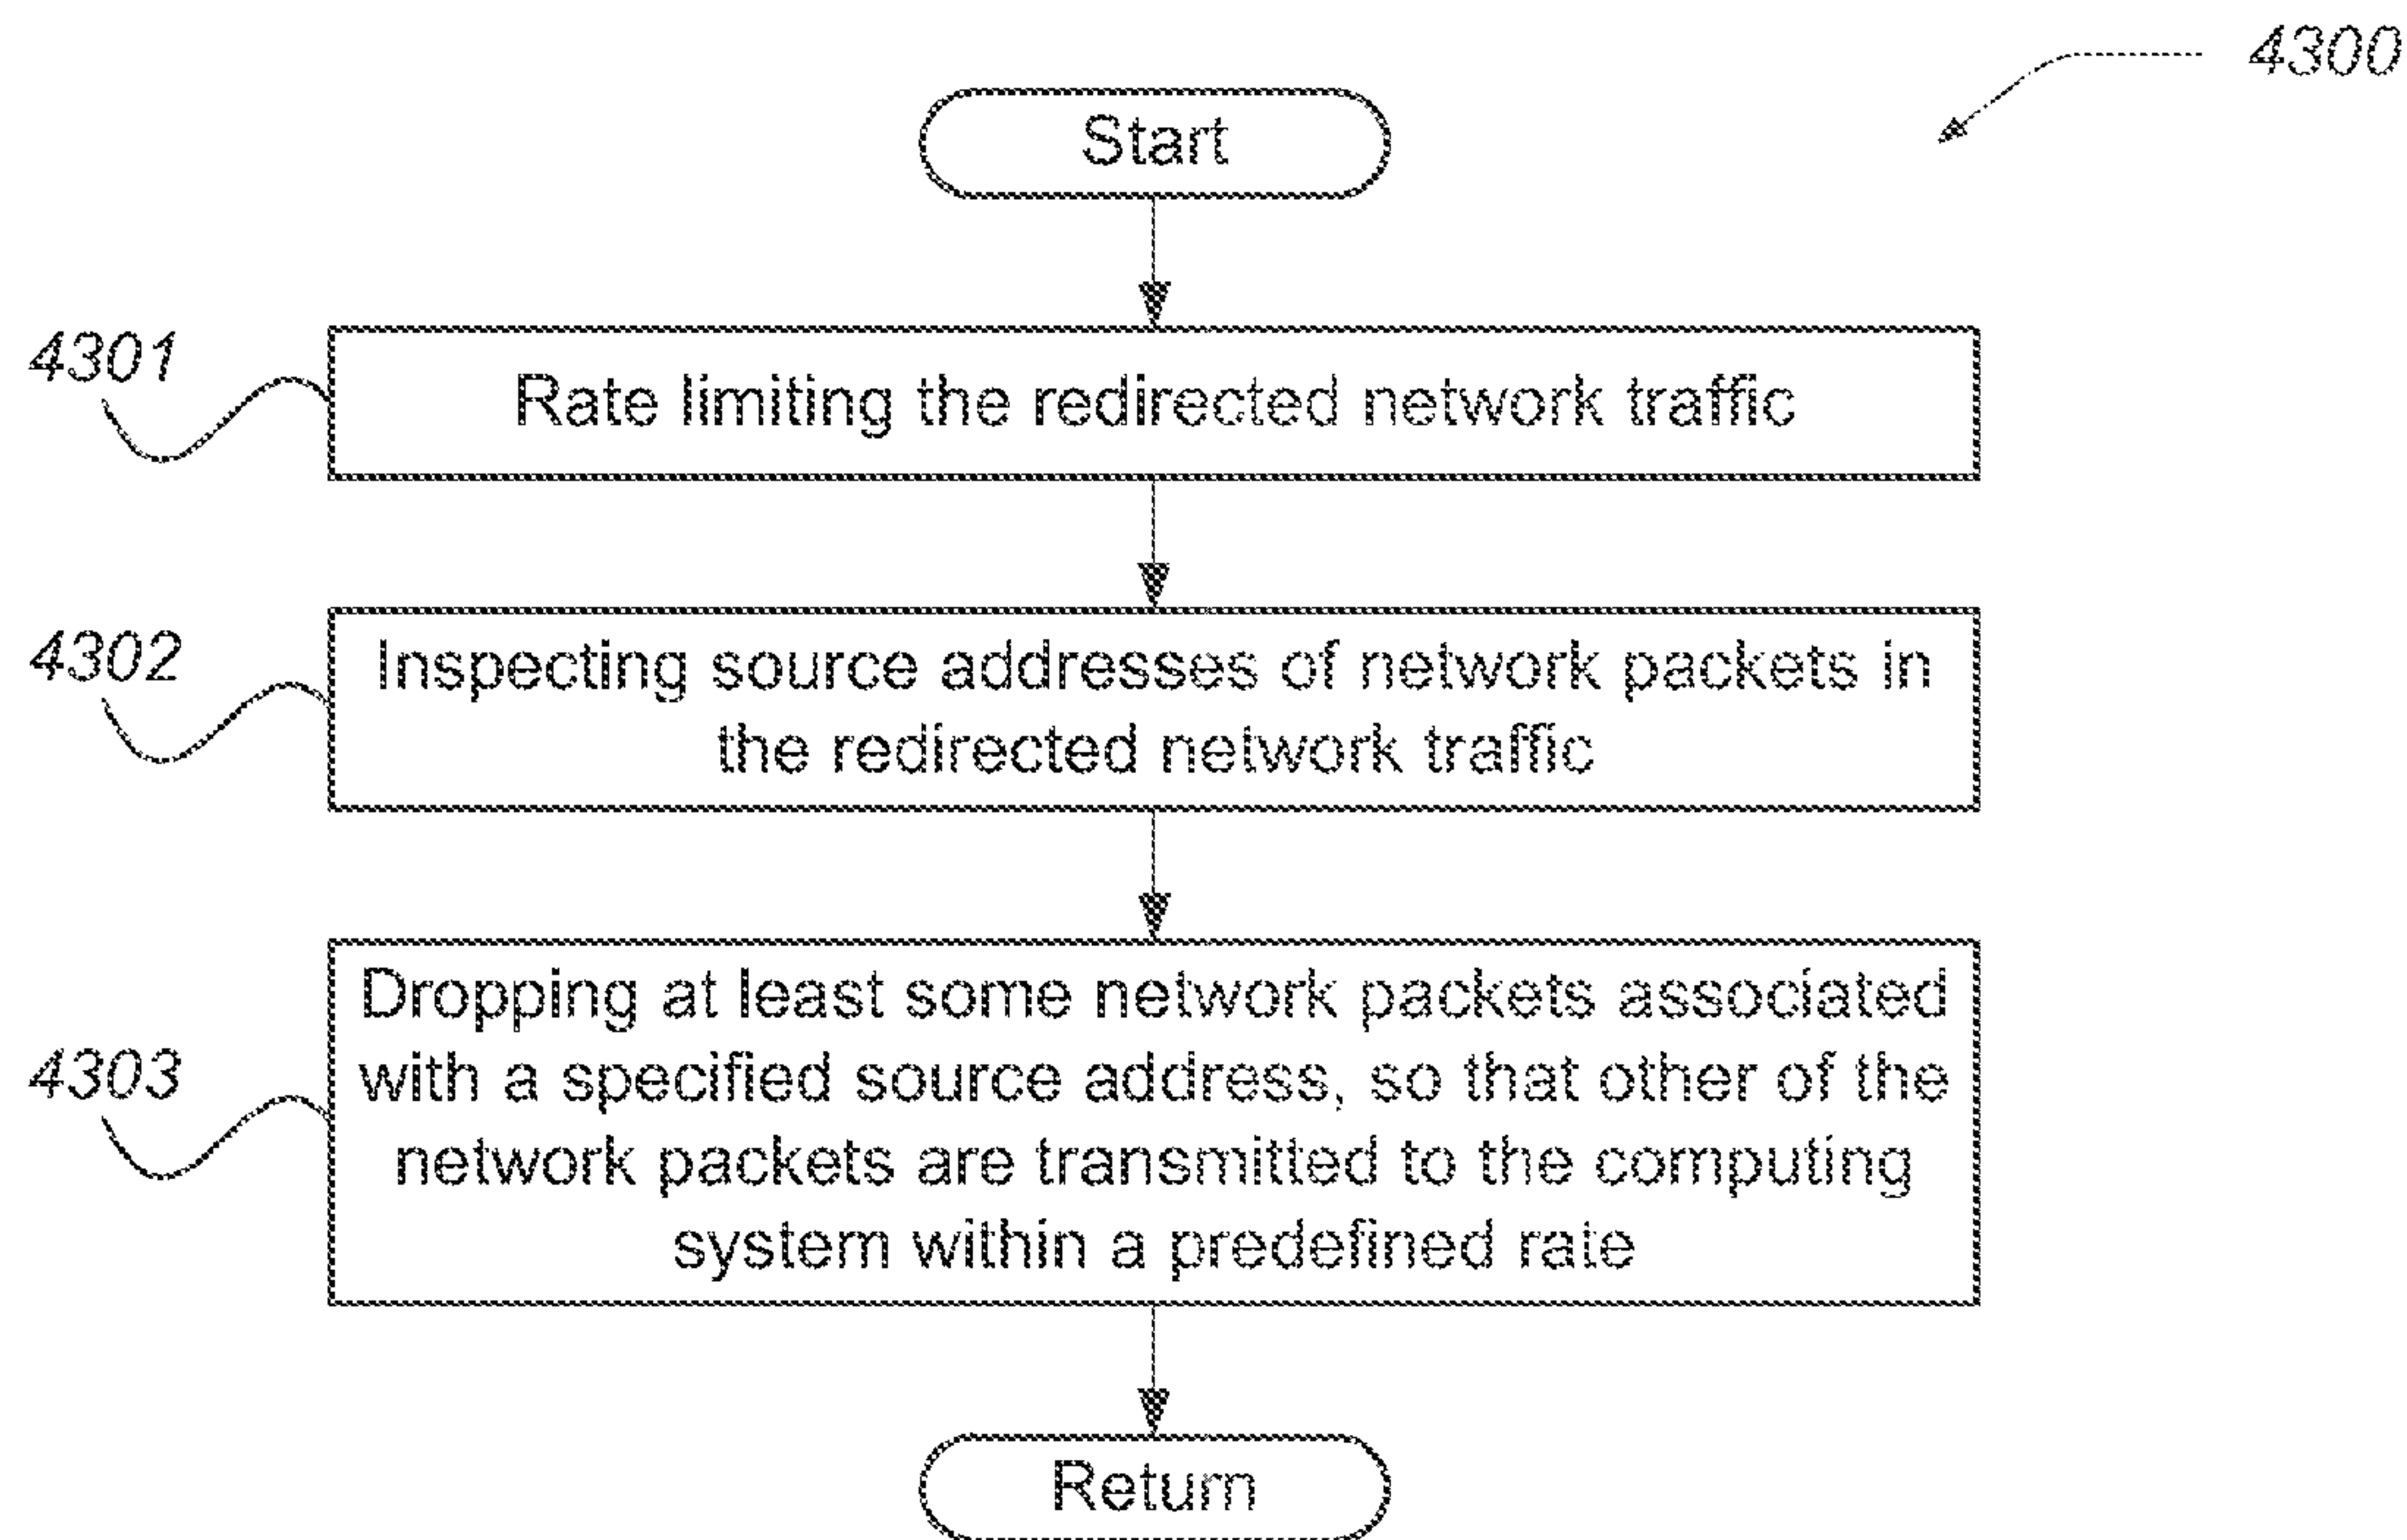 4300
Start
4301
Rate limiting the redirected network traffic
4302
Inspecting source addresses of network packets in
the redirected network traffic
4303
Dropping at least some network packets associated
with a specified source address, so that other of the
network packets are transmitted to the computing
system within a predefined rate
Return